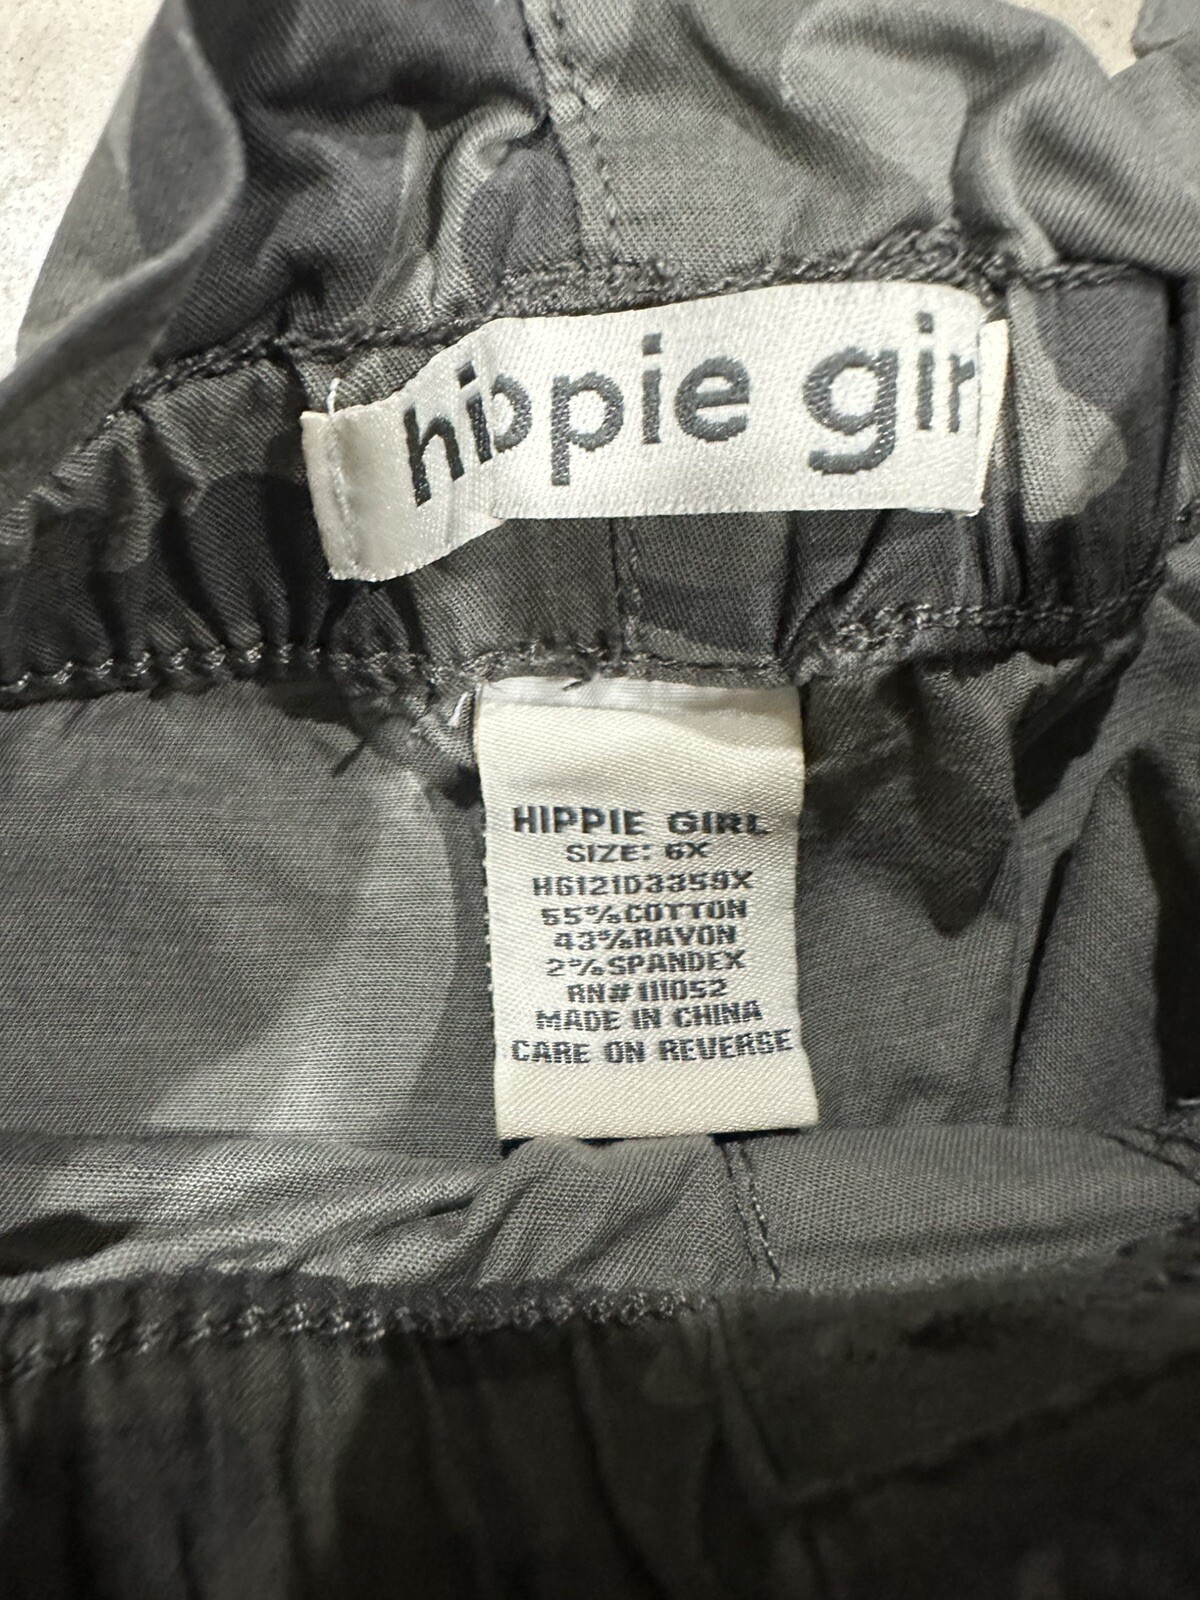 hippie girl
HIPPIE GIRL
SIZE: 6X
HG121D3359X
55%COTTON
43%RAYON
2%SPANDEX
RN#111052
MADE IN CHINA
CARE ON REVERSE